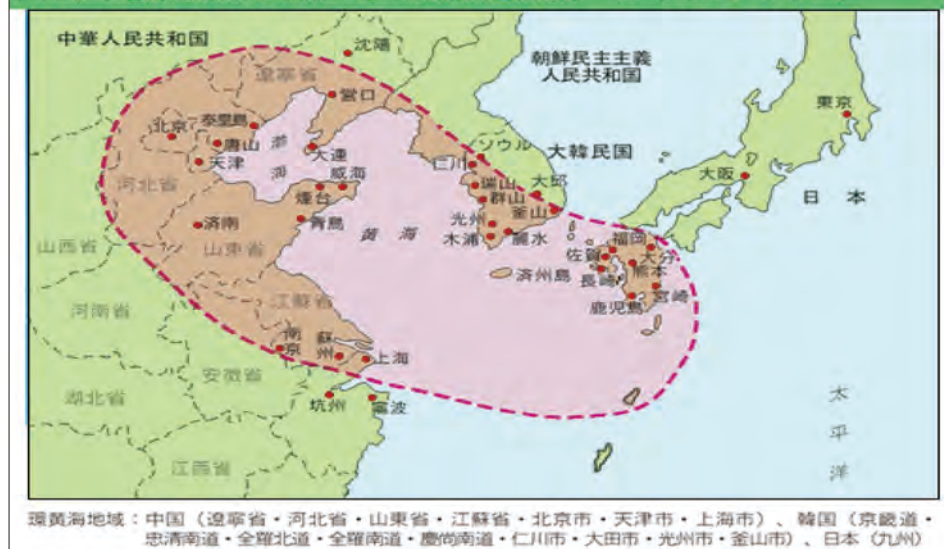 中華人民共和国
瀋陽
朝鮮民主主義
人民共和国
遼寧省
営口
東京
北京
秦皇島
唐山
渤
海
ソウル
大韓民国
天津
大連
仁川
大阪
河北省
威海
瑞山
大邱
日本
煙台
群山
釜山
済南
青島
光州
黄海
木浦
麗水
福岡
山西省
山東省
佐賀
大分
済州島
熊本
長崎
宮崎
河南省
江蘇省
鹿児島
南
京
蘇
州
上海
安徽省
湖北省
杭州
寧波
太
平
洋
江西省
環黄海地域:中国(遼寧省・河北省・山東省・江蘇省・北京市・天津市・上海市)、韓国(京畿道・
忠清南道・全羅北道・全羅南道・慶尚南道・仁川市・大田市・光州市・釜山市)、日本(九州)